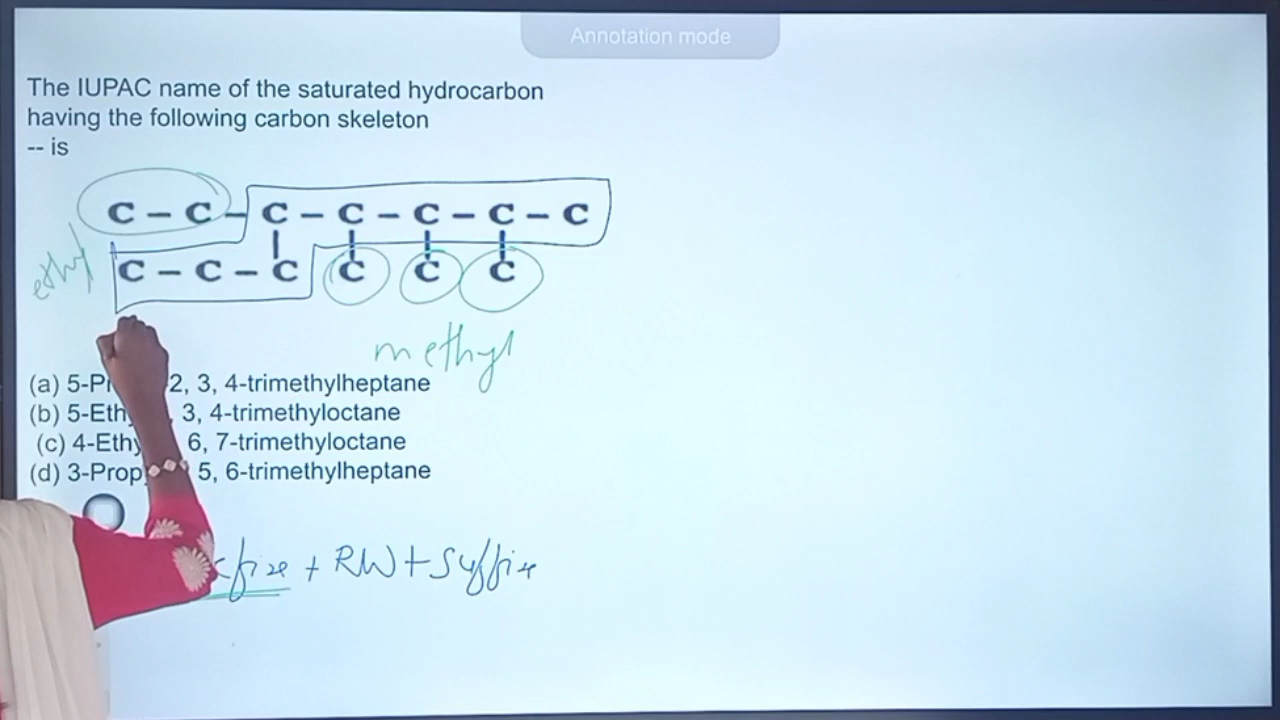 Annotation mode
The IUPAC name of the saturated hydrocarbon
having the following carbon skeleton
-- is
C – C – C – C – C – C – C
C – C – C C C C
ethyl
methyl
(a) 5-P 2, 3, 4-trimethylheptane
(b) 5-Eth 3, 4-trimethyloctane
(c) 4-Ethy 6, 7-trimethyloctane
(d) 3-Prop 5, 6-trimethylheptane
+ RW + Suffix